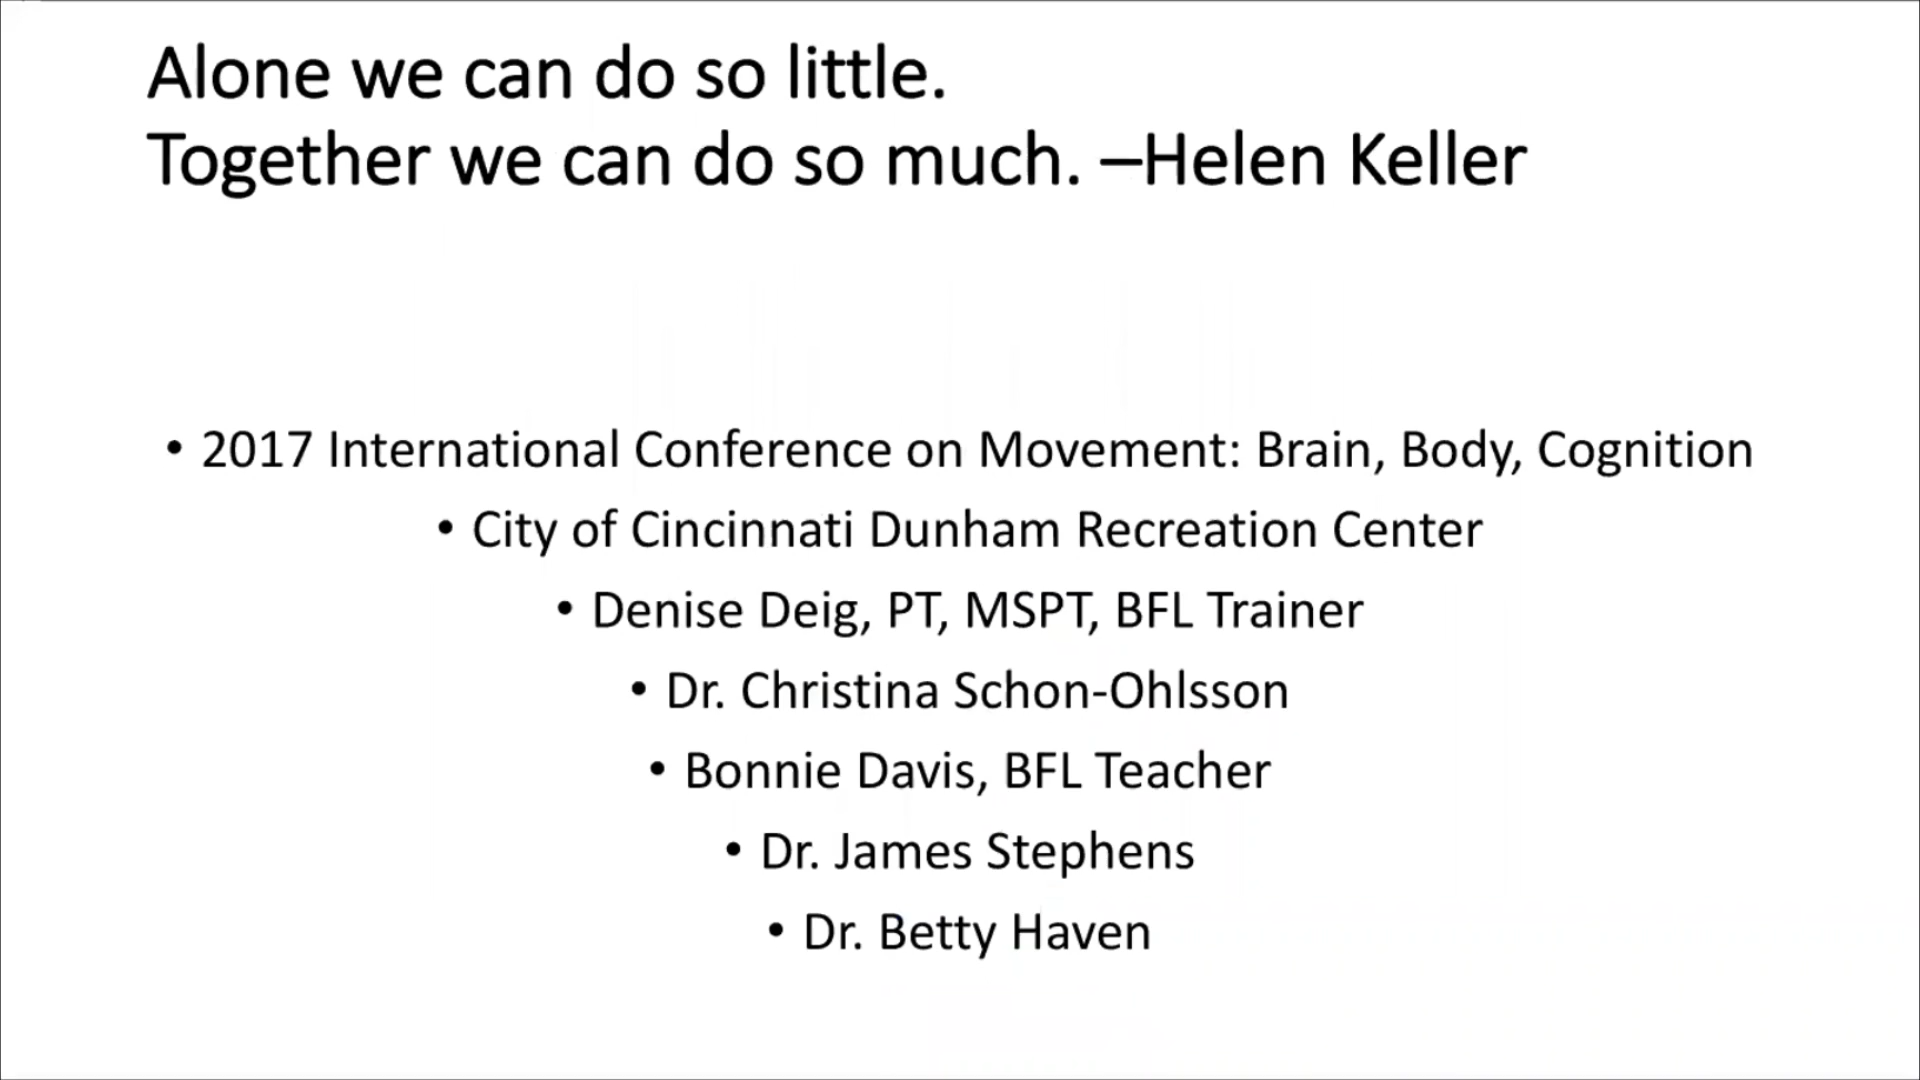 Alone we can do so little.
Together we can do so much. –Helen Keller
• 2017 International Conference on Movement: Brain, Body, Cognition
• City of Cincinnati Dunham Recreation Center
• Denise Deig, PT, MSPT, BFL Trainer
• Dr. Christina Schon-Ohlsson
• Bonnie Davis, BFL Teacher
• Dr. James Stephens
• Dr. Betty Haven